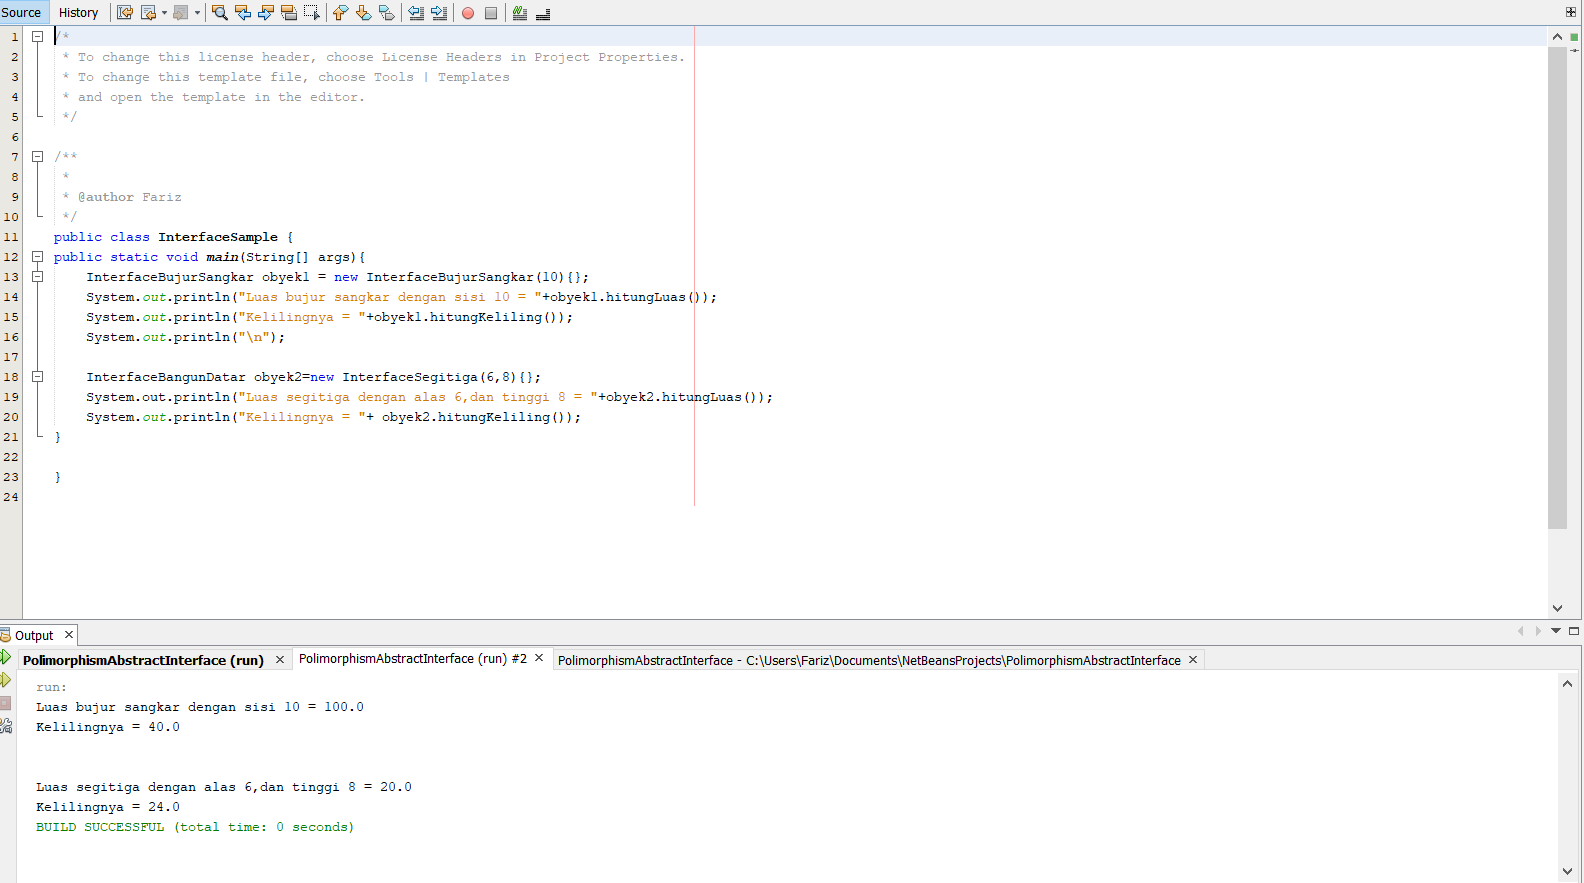 Source History
1 /*
2 * To change this license header, choose License Headers in Project Properties.
3 * To change this template file, choose Tools | Templates
4 * and open the template in the editor.
5 */
6
7 /**
8 *
9 * @author Fariz
10 */
11 public class InterfaceSample {
12 public static void main(String[] args){
13 InterfaceBujurSangkar obyek1 = new InterfaceBujurSangkar(10){};
14 System.out.println("Luas bujur sangkar dengan sisi 10 = "+obyek1.hitungLuas());
15 System.out.println("Kelilingnya = "+obyek1.hitungKeliling());
16 System.out.println("\n");
17
18 InterfaceBangunDatar obyek2=new InterfaceSegitiga(6,8){};
19 System.out.println("Luas segitiga dengan alas 6,dan tinggi 8 = "+obyek2.hitungLuas());
20 System.out.println("Kelilingnya = "+ obyek2.hitungKeliling());
21 }
22
23 }
24
Output
PolimorphismAbstractInterface (run) PolimorphismAbstractInterface (run) #2 PolimorphismAbstractInterface - C:\Users\Fariz\Documents\NetBeansProjects\PolimorphismAbstractInterface
run:
Luas bujur sangkar dengan sisi 10 = 100.0
Kelilingnya = 40.0
Luas segitiga dengan alas 6,dan tinggi 8 = 20.0
Kelilingnya = 24.0
BUILD SUCCESSFUL (total time: 0 seconds)